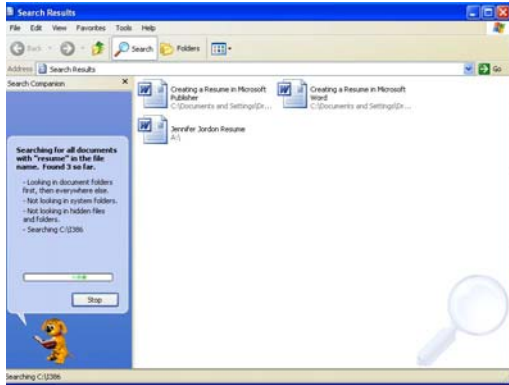 Search Results
File Edit View Favorites Tools Help
Back Search Folders
Address Search Results Go
Search Companion
Searching for all documents
with "resume" in the file
name. Found 3 so far.
- Looking in document folders
first, then everywhere else.
- Not looking in system folders.
- Not looking in hidden files
and folders.
- Searching C:\I386
Stop
Creating a Resume in Microsoft
Publisher
C:\Documents and Settings\Dr...
Creating a Resume in Microsoft
Word
C:\Documents and Settings\Dr...
Jennifer Jordon Resume
A:\
Searching C:\I386